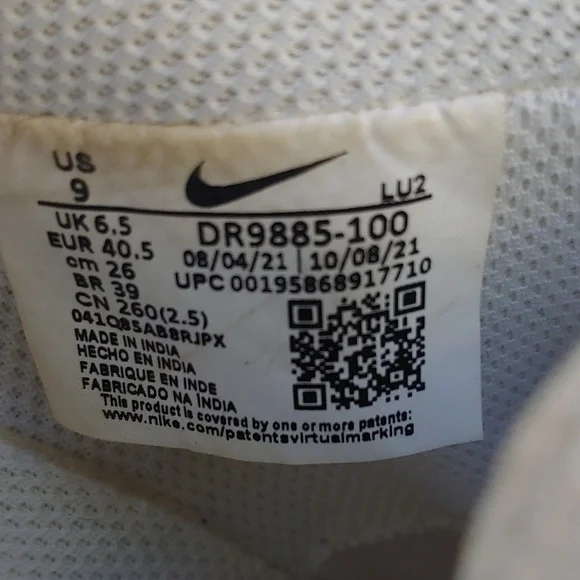 US
9
LU2
UK 6.5
EUR 40.5
cm 26
BR 39
CN 260(2.5)
041Q85AB8RJPX
MADE IN INDIA
HECHO EN INDIA
FABRIQUE EN INDE
FABRICADO NA INDIA
DR9885-100
08/04/21 | 10/08/21
UPC 00195868917710
This product is covered by one or more patents:
www.nike.com/patentsvirtualmarking